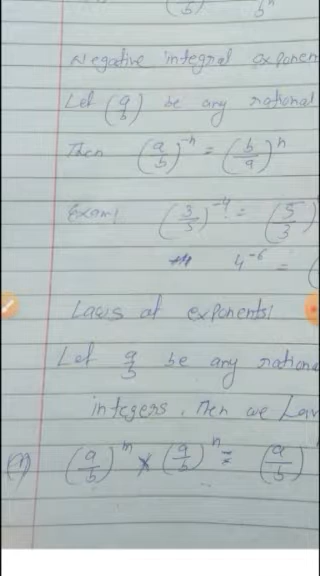 b^n
Negative integral exponen
Let (a/b) be any rational
Then (a/b)^-n = (b/a)^n
Exam! (3/5)^-4 = (5/3)
4^-6 = (
Laws of exponents!
Let a/b be any rationa
integers. Then we Law
(a/b)^m × (a/b)^n = (a/b)